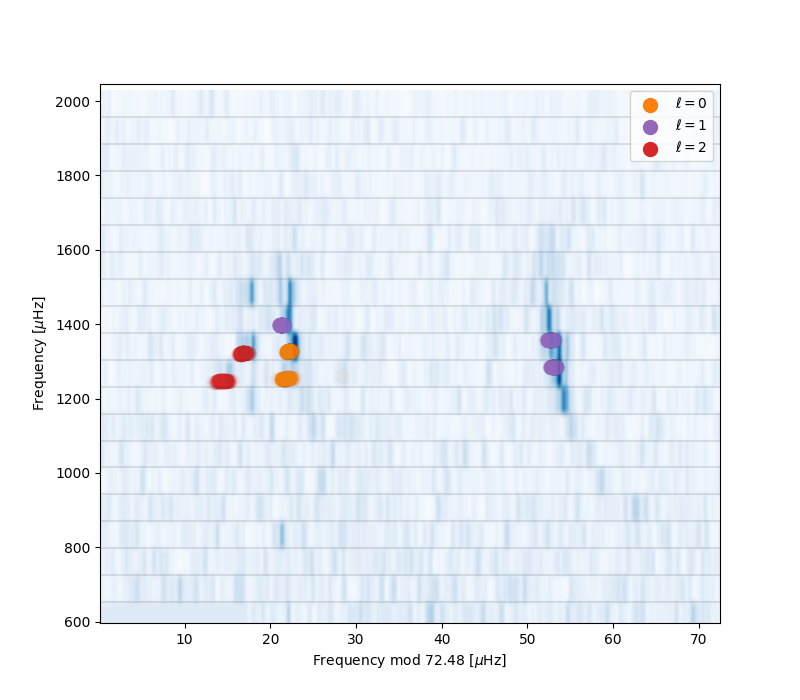 2000
1800
1600
1400
1200
1000
800
600
Frequency [μHz]
ℓ = 0
ℓ = 1
ℓ = 2
10 20 30 40 50 60 70
Frequency mod 72.48 [μHz]